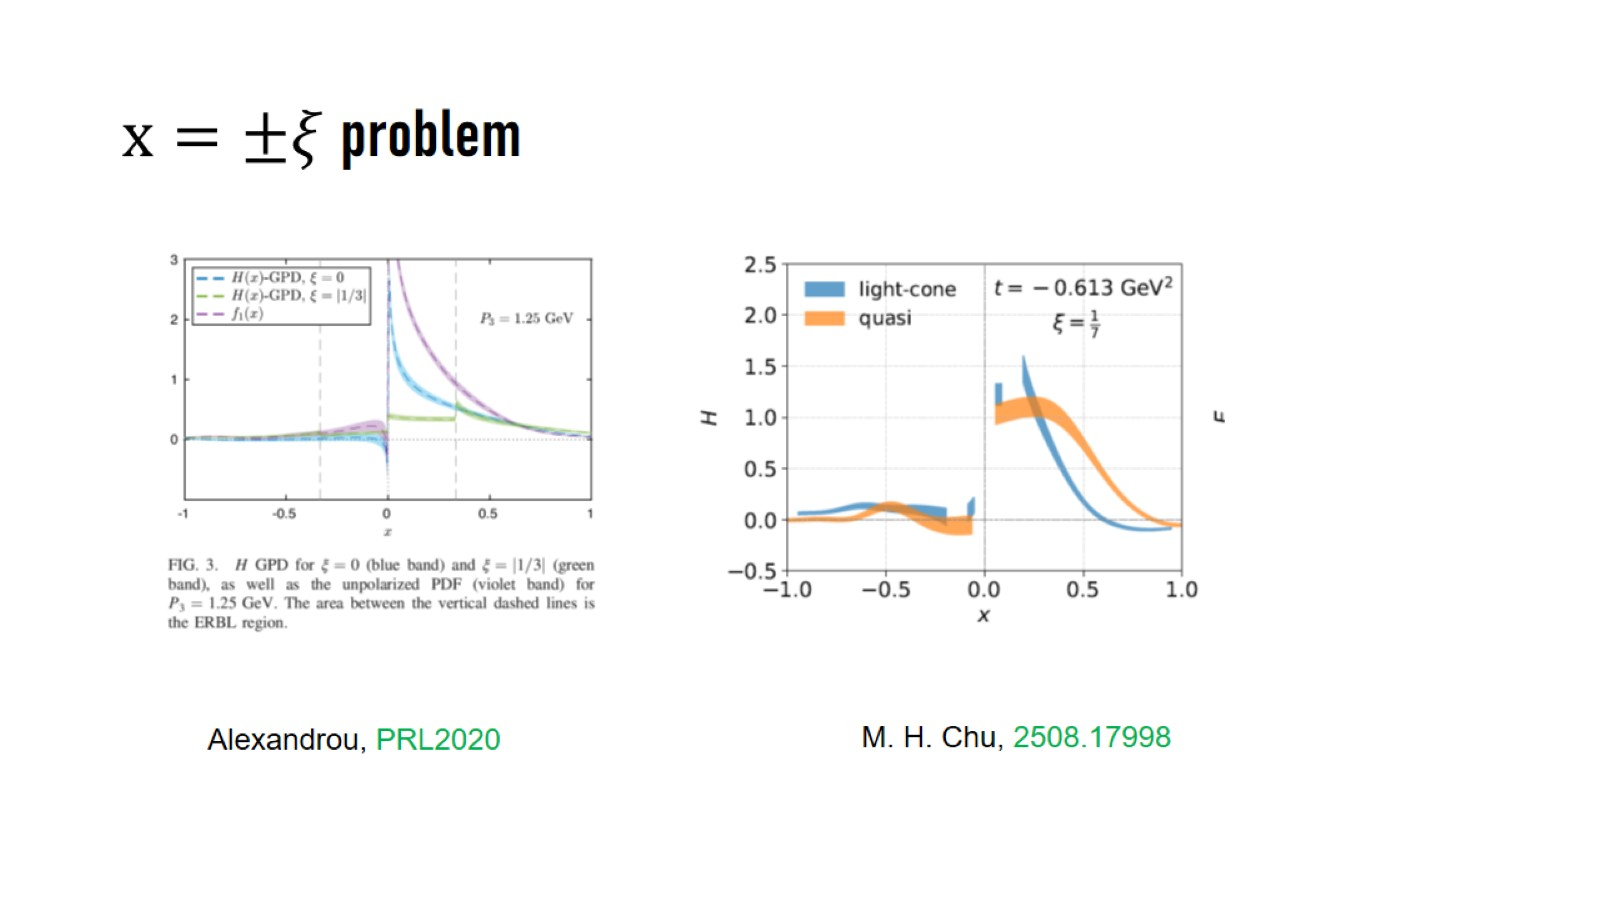 x = ±ξ problem
3
2
1
0
-1
-0.5
0
0.5
1
x
H(x)-GPD, ξ = 0
H(x)-GPD, ξ = |1/3|
f₁(x)
P₃ = 1.25 GeV
FIG. 3. H GPD for ξ = 0 (blue band) and ξ = |1/3| (green
band), as well as the unpolarized PDF (violet band) for
P₃ = 1.25 GeV. The area between the vertical dashed lines is
the ERBL region.
Alexandrou, PRL2020
2.5
2.0
1.5
1.0
0.5
0.0
−0.5
H
light-cone
quasi
t = − 0.613 GeV²
ξ = 1/7
−1.0
−0.5
0.0
0.5
1.0
x
M. H. Chu, 2508.17998